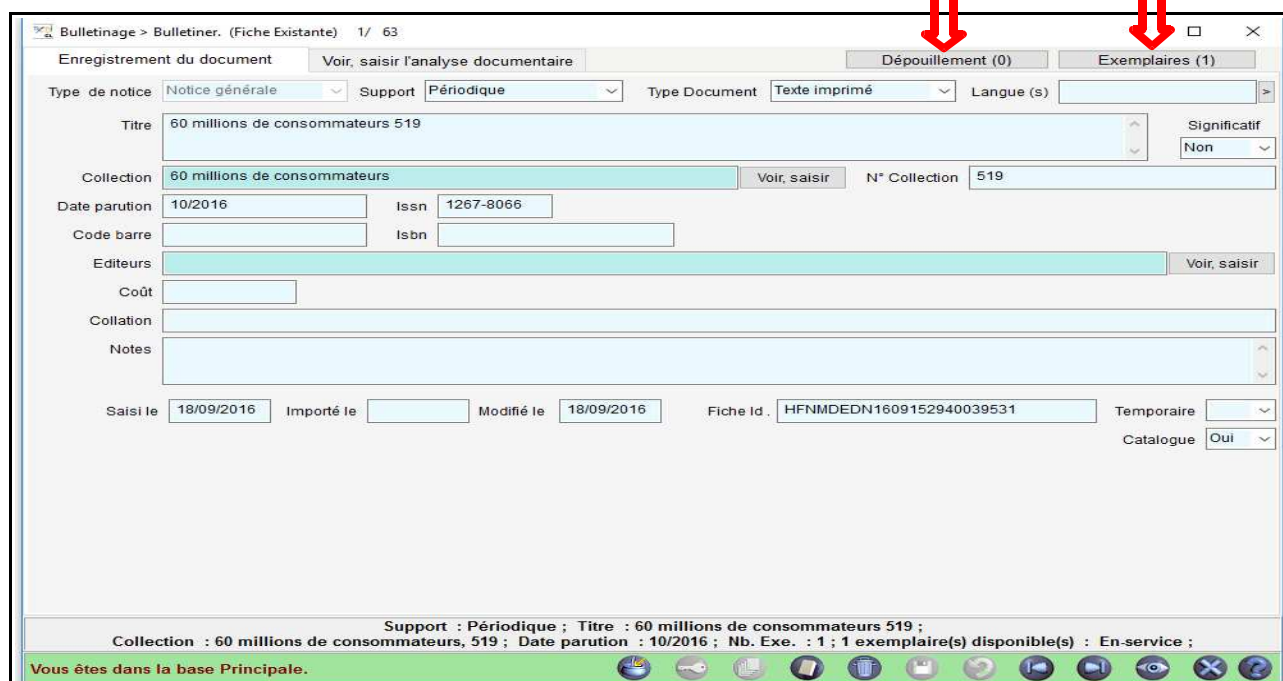 Bulletinage > Bulletiner. (Fiche Existante) 1/ 63
Enregistrement du document Voir, saisir l'analyse documentaire Dépouillement (0) Exemplaires (1)
Type de notice Notice générale Support Périodique Type Document Texte imprimé Langue (s) >
Titre 60 millions de consommateurs 519 Significatif
Non
Collection 60 millions de consommateurs Voir, saisir N° Collection 519
Date parution 10/2016 Issn 1267-8066
Code barre Isbn
Editeurs Voir, saisir
Coût
Collation
Notes
Saisi le 18/09/2016 Importé le Modifié le 18/09/2016 Fiche Id . HFNMDEDN1609152940039531 Temporaire
Catalogue Oui
Support : Périodique ; Titre : 60 millions de consommateurs 519 ;
Collection : 60 millions de consommateurs, 519 ; Date parution : 10/2016 ; Nb. Exe. : 1 ; 1 exemplaire(s) disponible(s) : En-service ;
Vous êtes dans la base Principale.